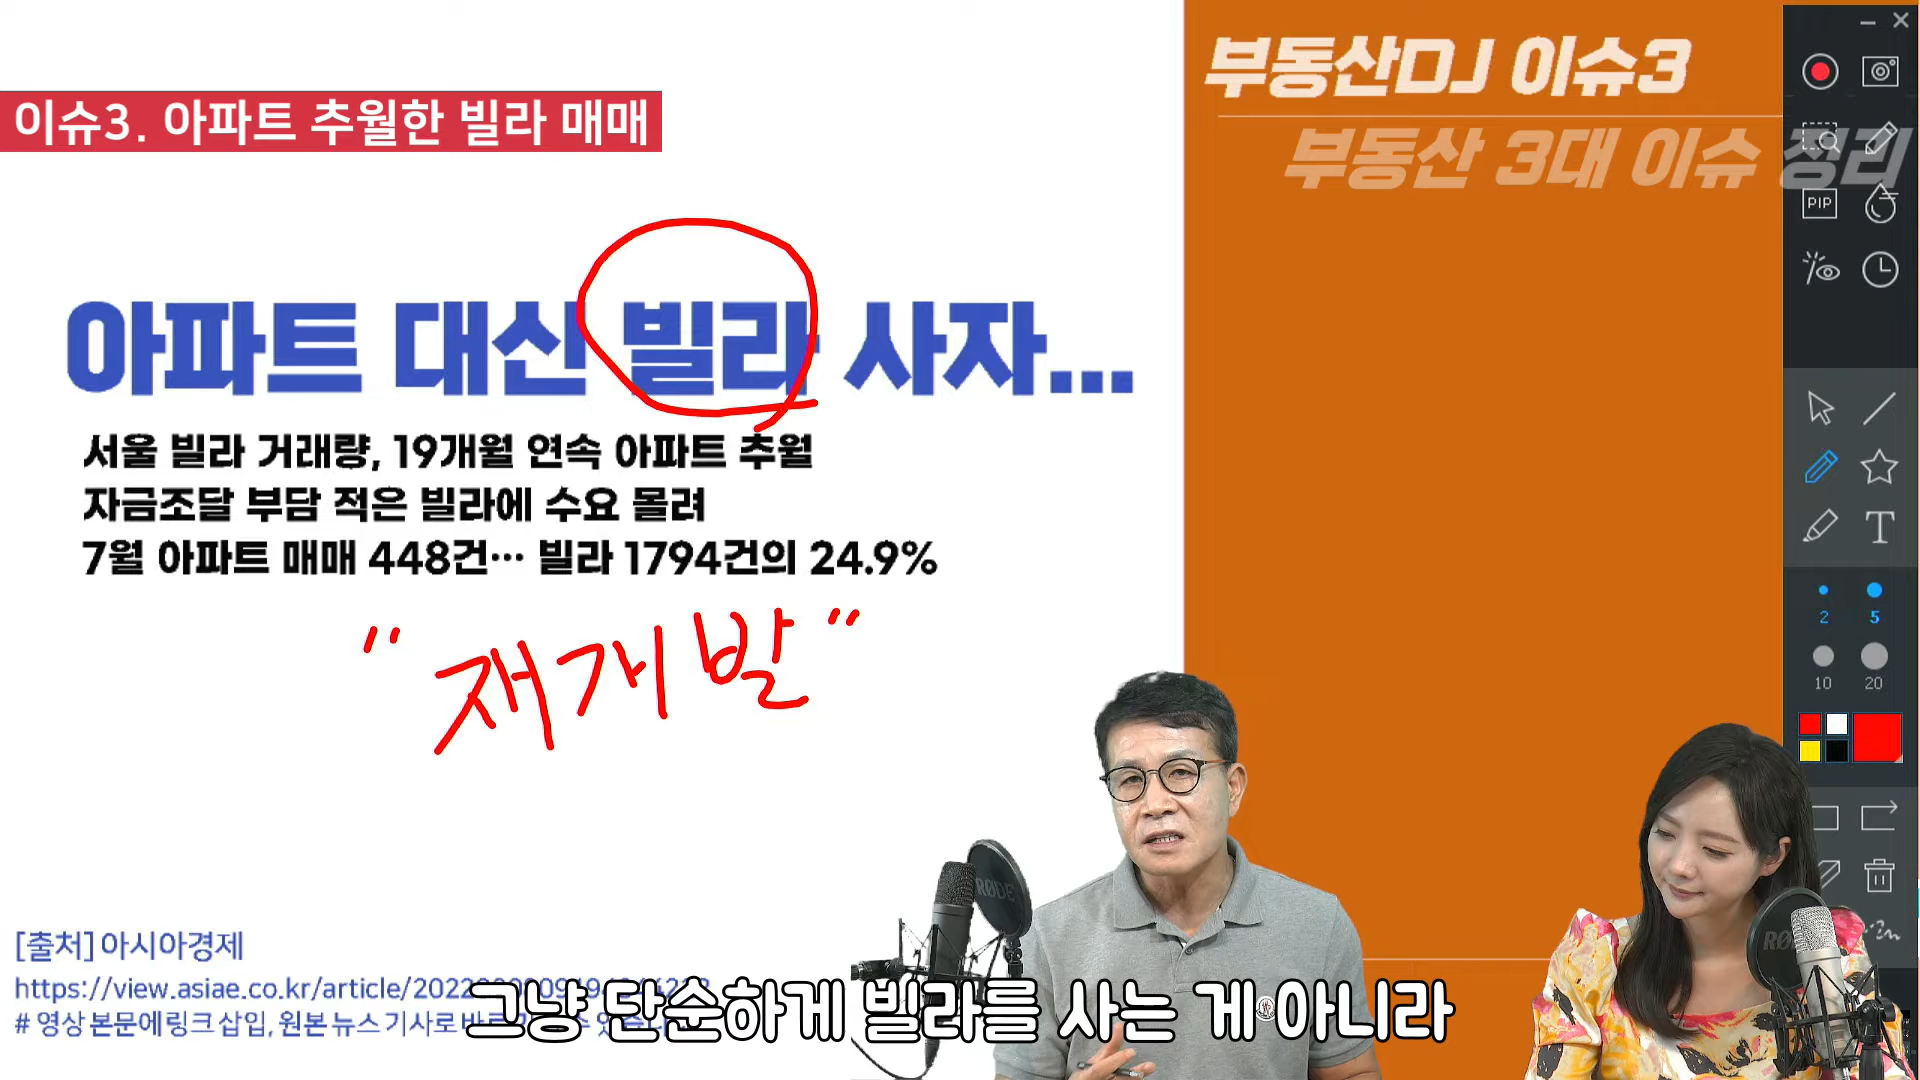 부동산DJ 이슈3
부동산 3대 이슈 정리
이슈3. 아파트 추월한 빌라 매매
아파트 대신 빌라 사자...
서울 빌라 거래량, 19개월 연속 아파트 추월
자금조달 부담 적은 빌라에 수요 몰려
7월 아파트 매매 448건… 빌라 1794건의 24.9%
"재개발"
PIP
T
2 5
10 20
RØDE
[출처] 아시아경제
https://view.asiae.co.kr/article/2022
# 영상 본문에 링크 삽입, 원본 뉴스 기사로
그냥 단순하게 빌라를 사는 게 아니라